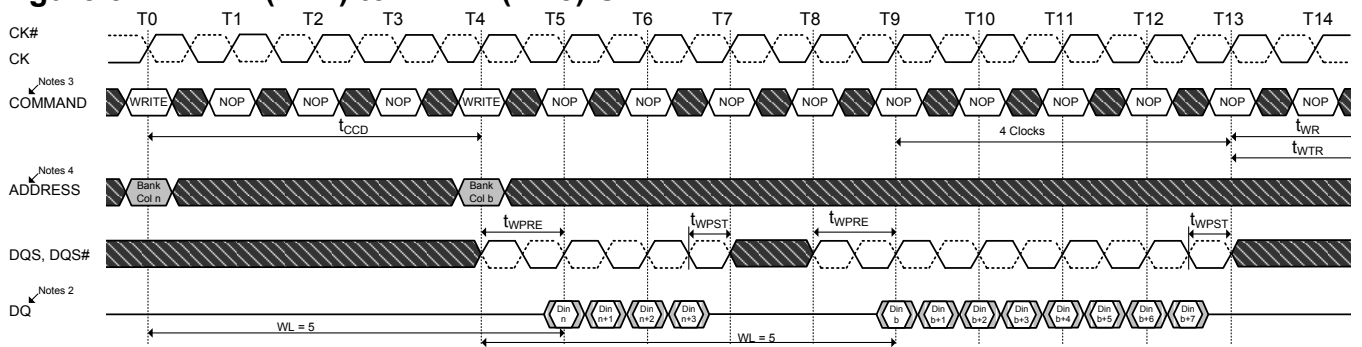 T0 T1 T2 T3 T4 T5 T6 T7 T8 T9 T10 T11 T12 T13 T14
CK#
CK
Notes 3
COMMAND
WRITE NOP NOP NOP WRITE NOP NOP NOP NOP NOP NOP NOP NOP NOP NOP
tCCD
4 Clocks
tWR
tWTR
Notes 4
ADDRESS
Bank Bank
Col n Col b
tWPRE tWPST tWPRE tWPST
DQS, DQS#
Notes 2
DQ
Din Din Din Din Din Din Din Din Din Din Din Din
n n+1 n+2 n+3 b b+1 b+2 b+3 b+4 b+5 b+6 b+7
WL = 5
WL = 5